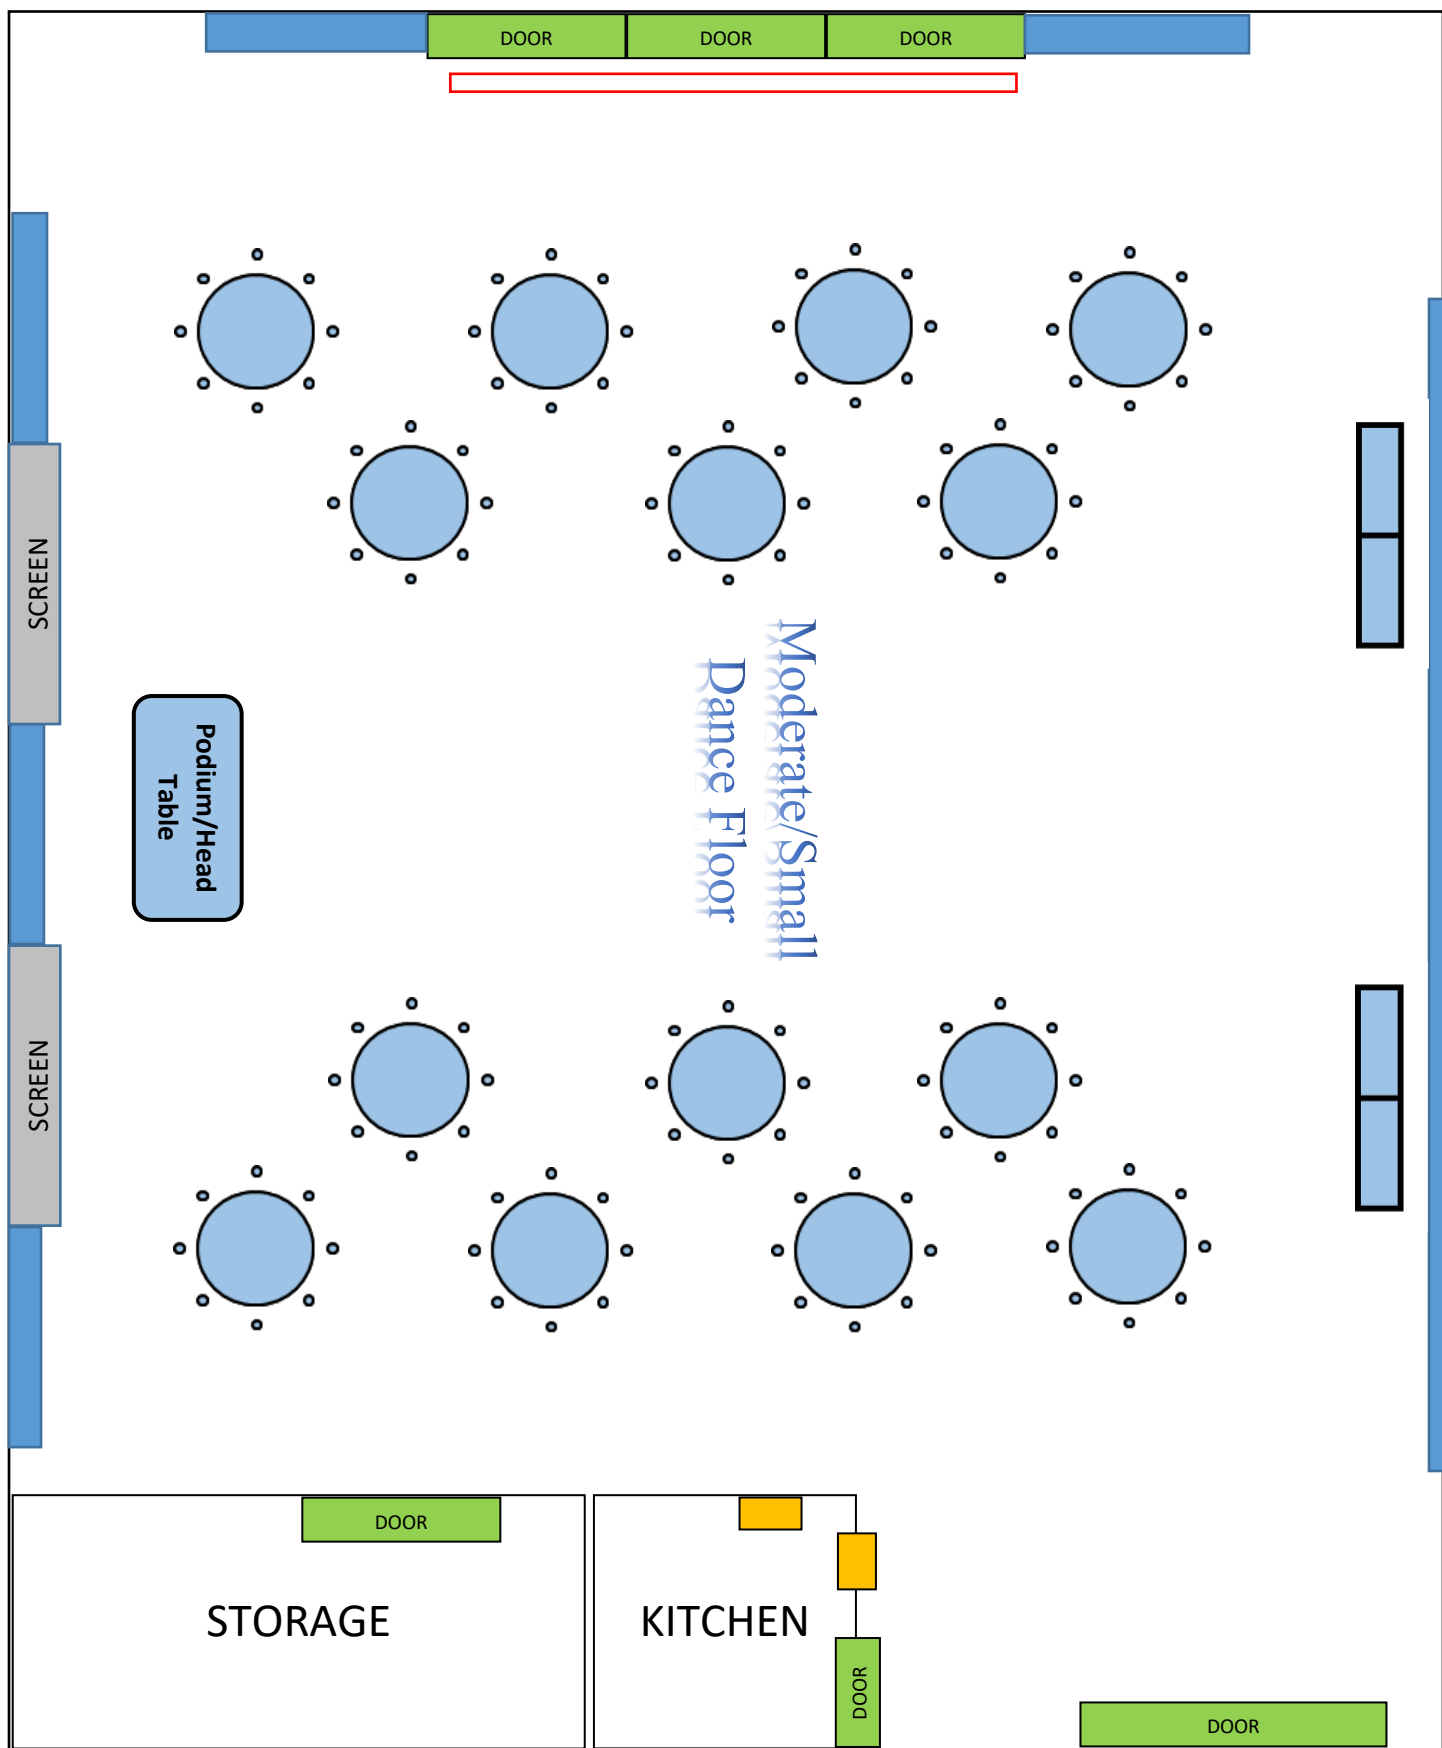 DOOR
DOOR
DOOR
SCREEN
Podium/Head
Table
Moderate/Small
Dance Floor
SCREEN
DOOR
STORAGE
KITCHEN
DOOR
DOOR